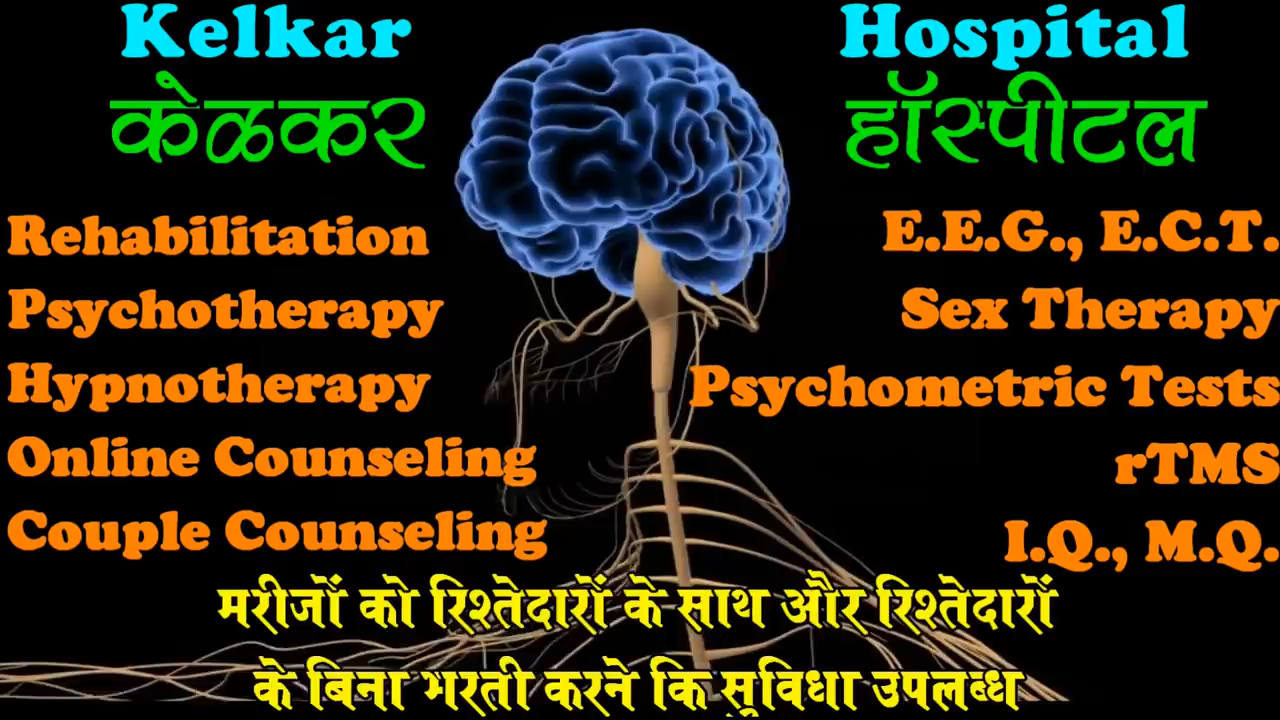 Kelkar Hospital
केळकर हॉस्पीटल
Rehabilitation
Psychotherapy
Hypnotherapy
Online Counseling
Couple Counseling
E.E.G., E.C.T.
Sex Therapy
Psychometric Tests
rTMS
I.Q., M.Q.
मरीजों को रिश्तेदारों के साथ और रिश्तेदारों
के बिना भरती करने कि सुविधा उपलब्ध